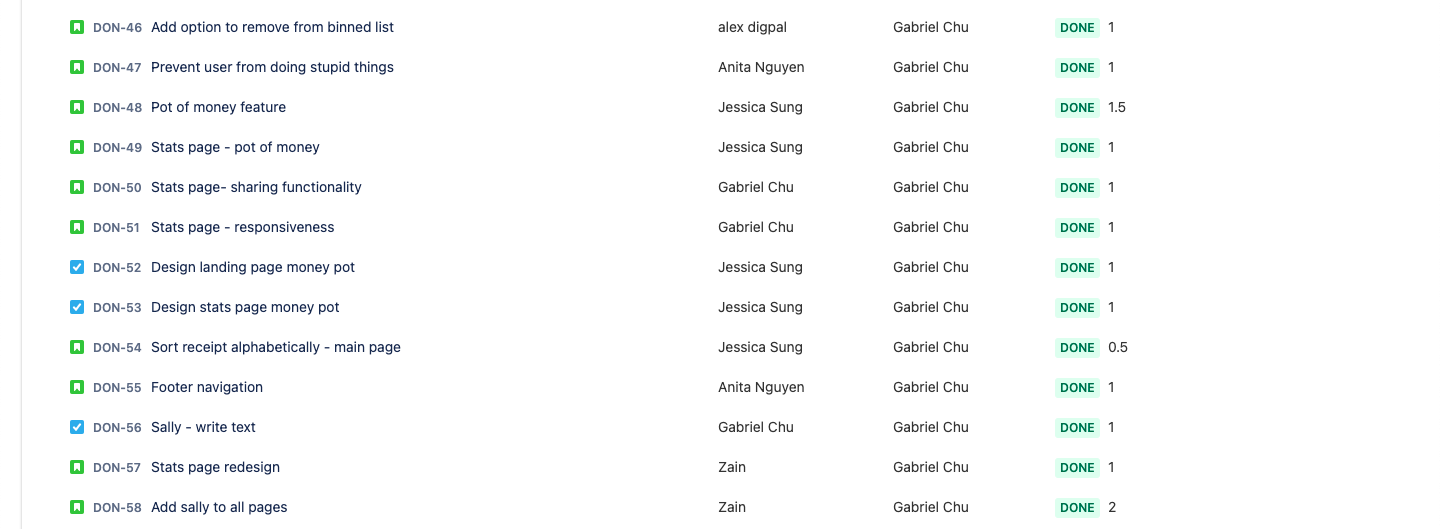 DON-46 Add option to remove from binned list alex digpal Gabriel Chu DONE 1
DON-47 Prevent user from doing stupid things Anita Nguyen Gabriel Chu DONE 1
DON-48 Pot of money feature Jessica Sung Gabriel Chu DONE 1.5
DON-49 Stats page - pot of money Jessica Sung Gabriel Chu DONE 1
DON-50 Stats page- sharing functionality Gabriel Chu Gabriel Chu DONE 1
DON-51 Stats page - responsiveness Gabriel Chu Gabriel Chu DONE 1
DON-52 Design landing page money pot Jessica Sung Gabriel Chu DONE 1
DON-53 Design stats page money pot Jessica Sung Gabriel Chu DONE 1
DON-54 Sort receipt alphabetically - main page Jessica Sung Gabriel Chu DONE 0.5
DON-55 Footer navigation Anita Nguyen Gabriel Chu DONE 1
DON-56 Sally - write text Gabriel Chu Gabriel Chu DONE 1
DON-57 Stats page redesign Zain Gabriel Chu DONE 1
DON-58 Add sally to all pages Zain Gabriel Chu DONE 2